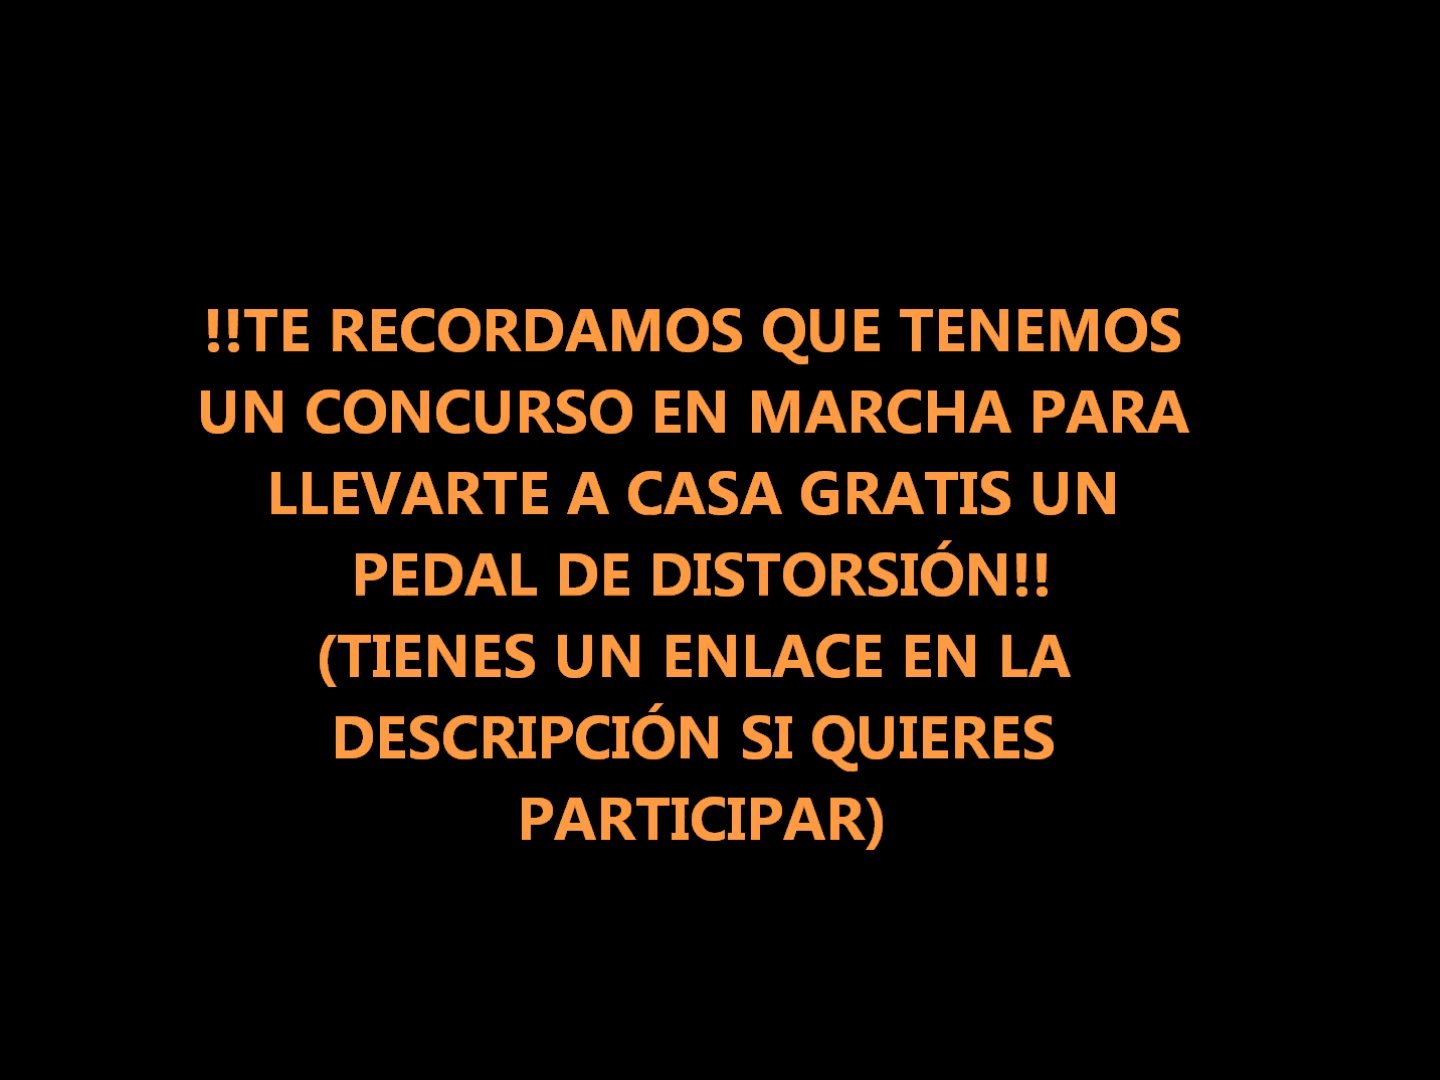 !!TE RECORDAMOS QUE TENEMOS
UN CONCURSO EN MARCHA PARA
LLEVARTE A CASA GRATIS UN
PEDAL DE DISTORSIÓN!!
(TIENES UN ENLACE EN LA
DESCRIPCIÓN SI QUIERES
PARTICIPAR)